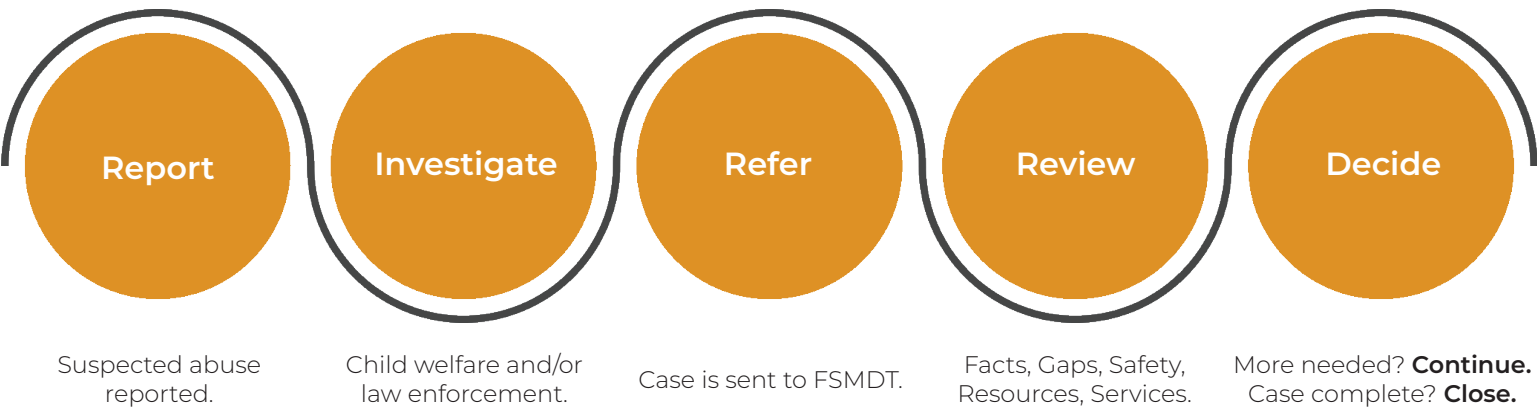 Report
Investigate
Refer
Review
Decide
Suspected abuse
reported.
Child welfare and/or
law enforcement.
Case is sent to FSMDT.
Facts, Gaps, Safety,
Resources, Services.
More needed? Continue.
Case complete? Close.